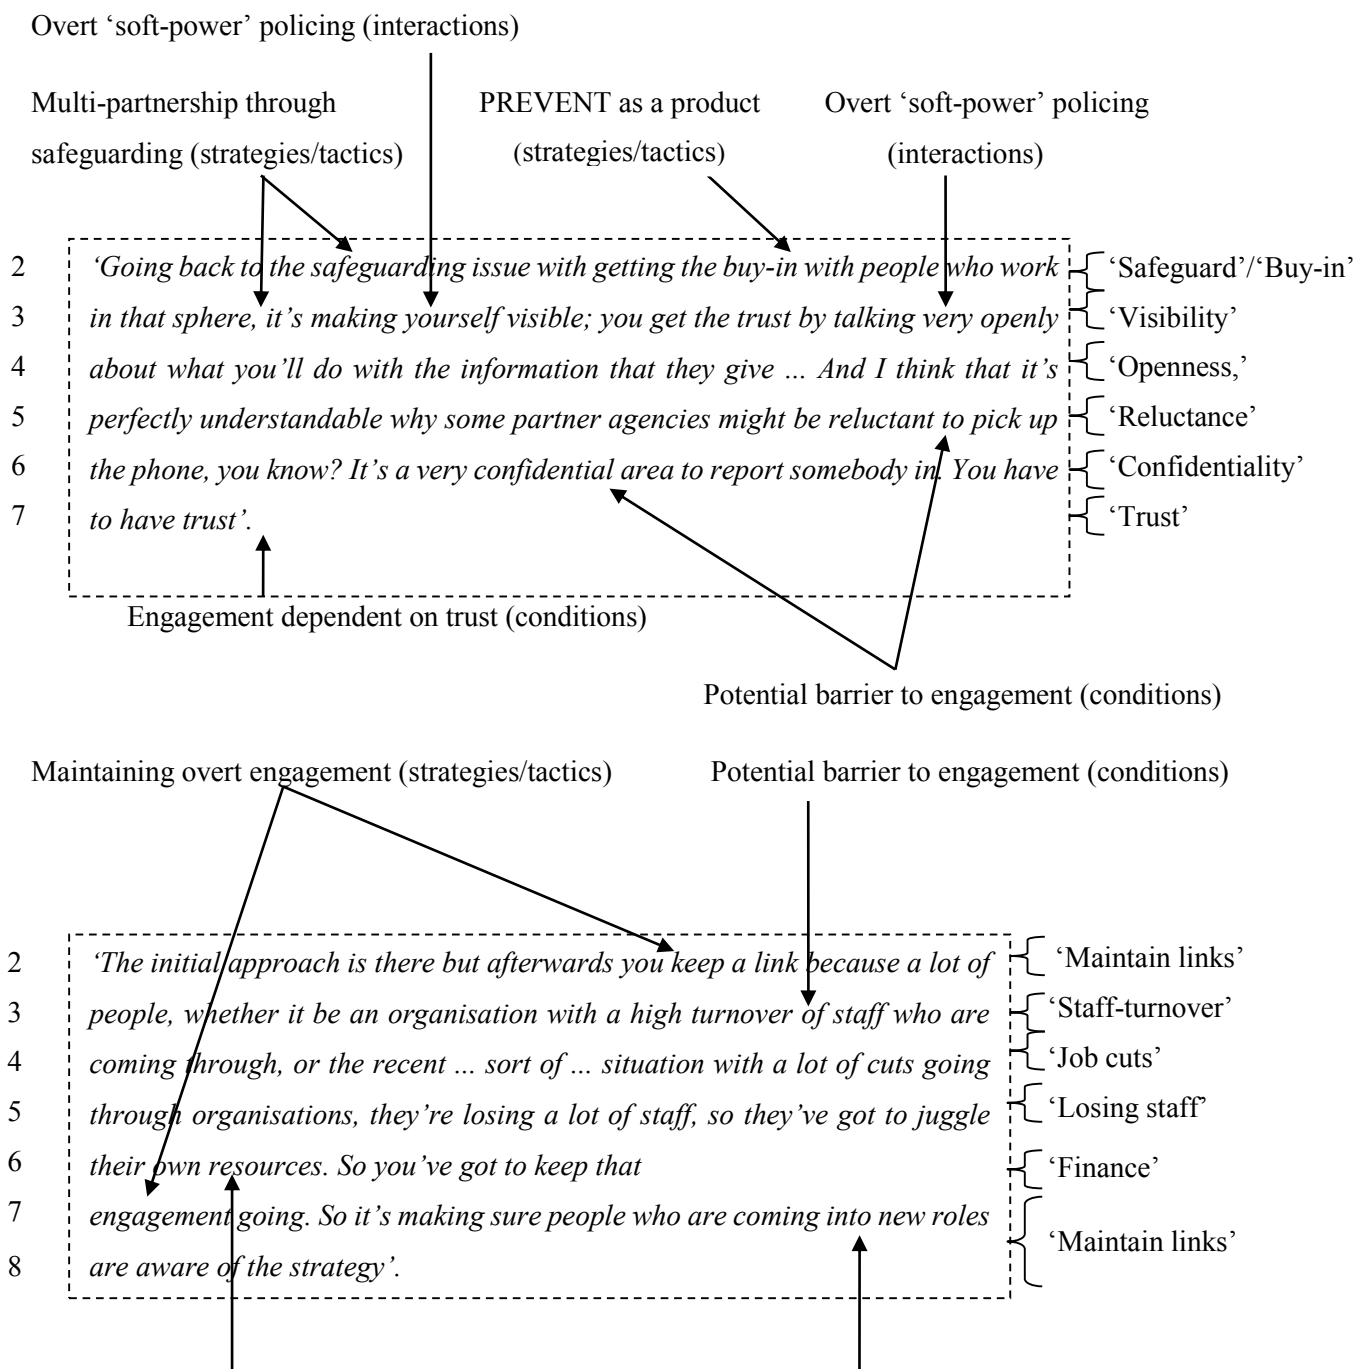 Overt ‘soft-power’ policing (interactions)
Multi-partnership through
safeguarding (strategies/tactics)
PREVENT as a product
(strategies/tactics)
Overt ‘soft-power’ policing
(interactions)
2 ‘Going back to the safeguarding issue with getting the buy-in with people who work ‘Safeguard’/‘Buy-in’
3 in that sphere, it’s making yourself visible; you get the trust by talking very openly ‘Visibility’
4 about what you’ll do with the information that they give ... And I think that it’s ‘Openness,’
5 perfectly understandable why some partner agencies might be reluctant to pick up ‘Reluctance’
6 the phone, you know? It’s a very confidential area to report somebody in. You have ‘Confidentiality’
7 to have trust’. ‘Trust’
Engagement dependent on trust (conditions)
Potential barrier to engagement (conditions)
Maintaining overt engagement (strategies/tactics)
Potential barrier to engagement (conditions)
2 ‘The initial approach is there but afterwards you keep a link because a lot of ‘Maintain links’
3 people, whether it be an organisation with a high turnover of staff who are ‘Staff-turnover’
4 coming through, or the recent ... sort of ... situation with a lot of cuts going ‘Job cuts’
5 through organisations, they’re losing a lot of staff, so they’ve got to juggle ‘Losing staff’
6 their own resources. So you’ve got to keep that ‘Finance’
7 engagement going. So it’s making sure people who are coming into new roles ‘Maintain links’
8 are aware of the strategy’.